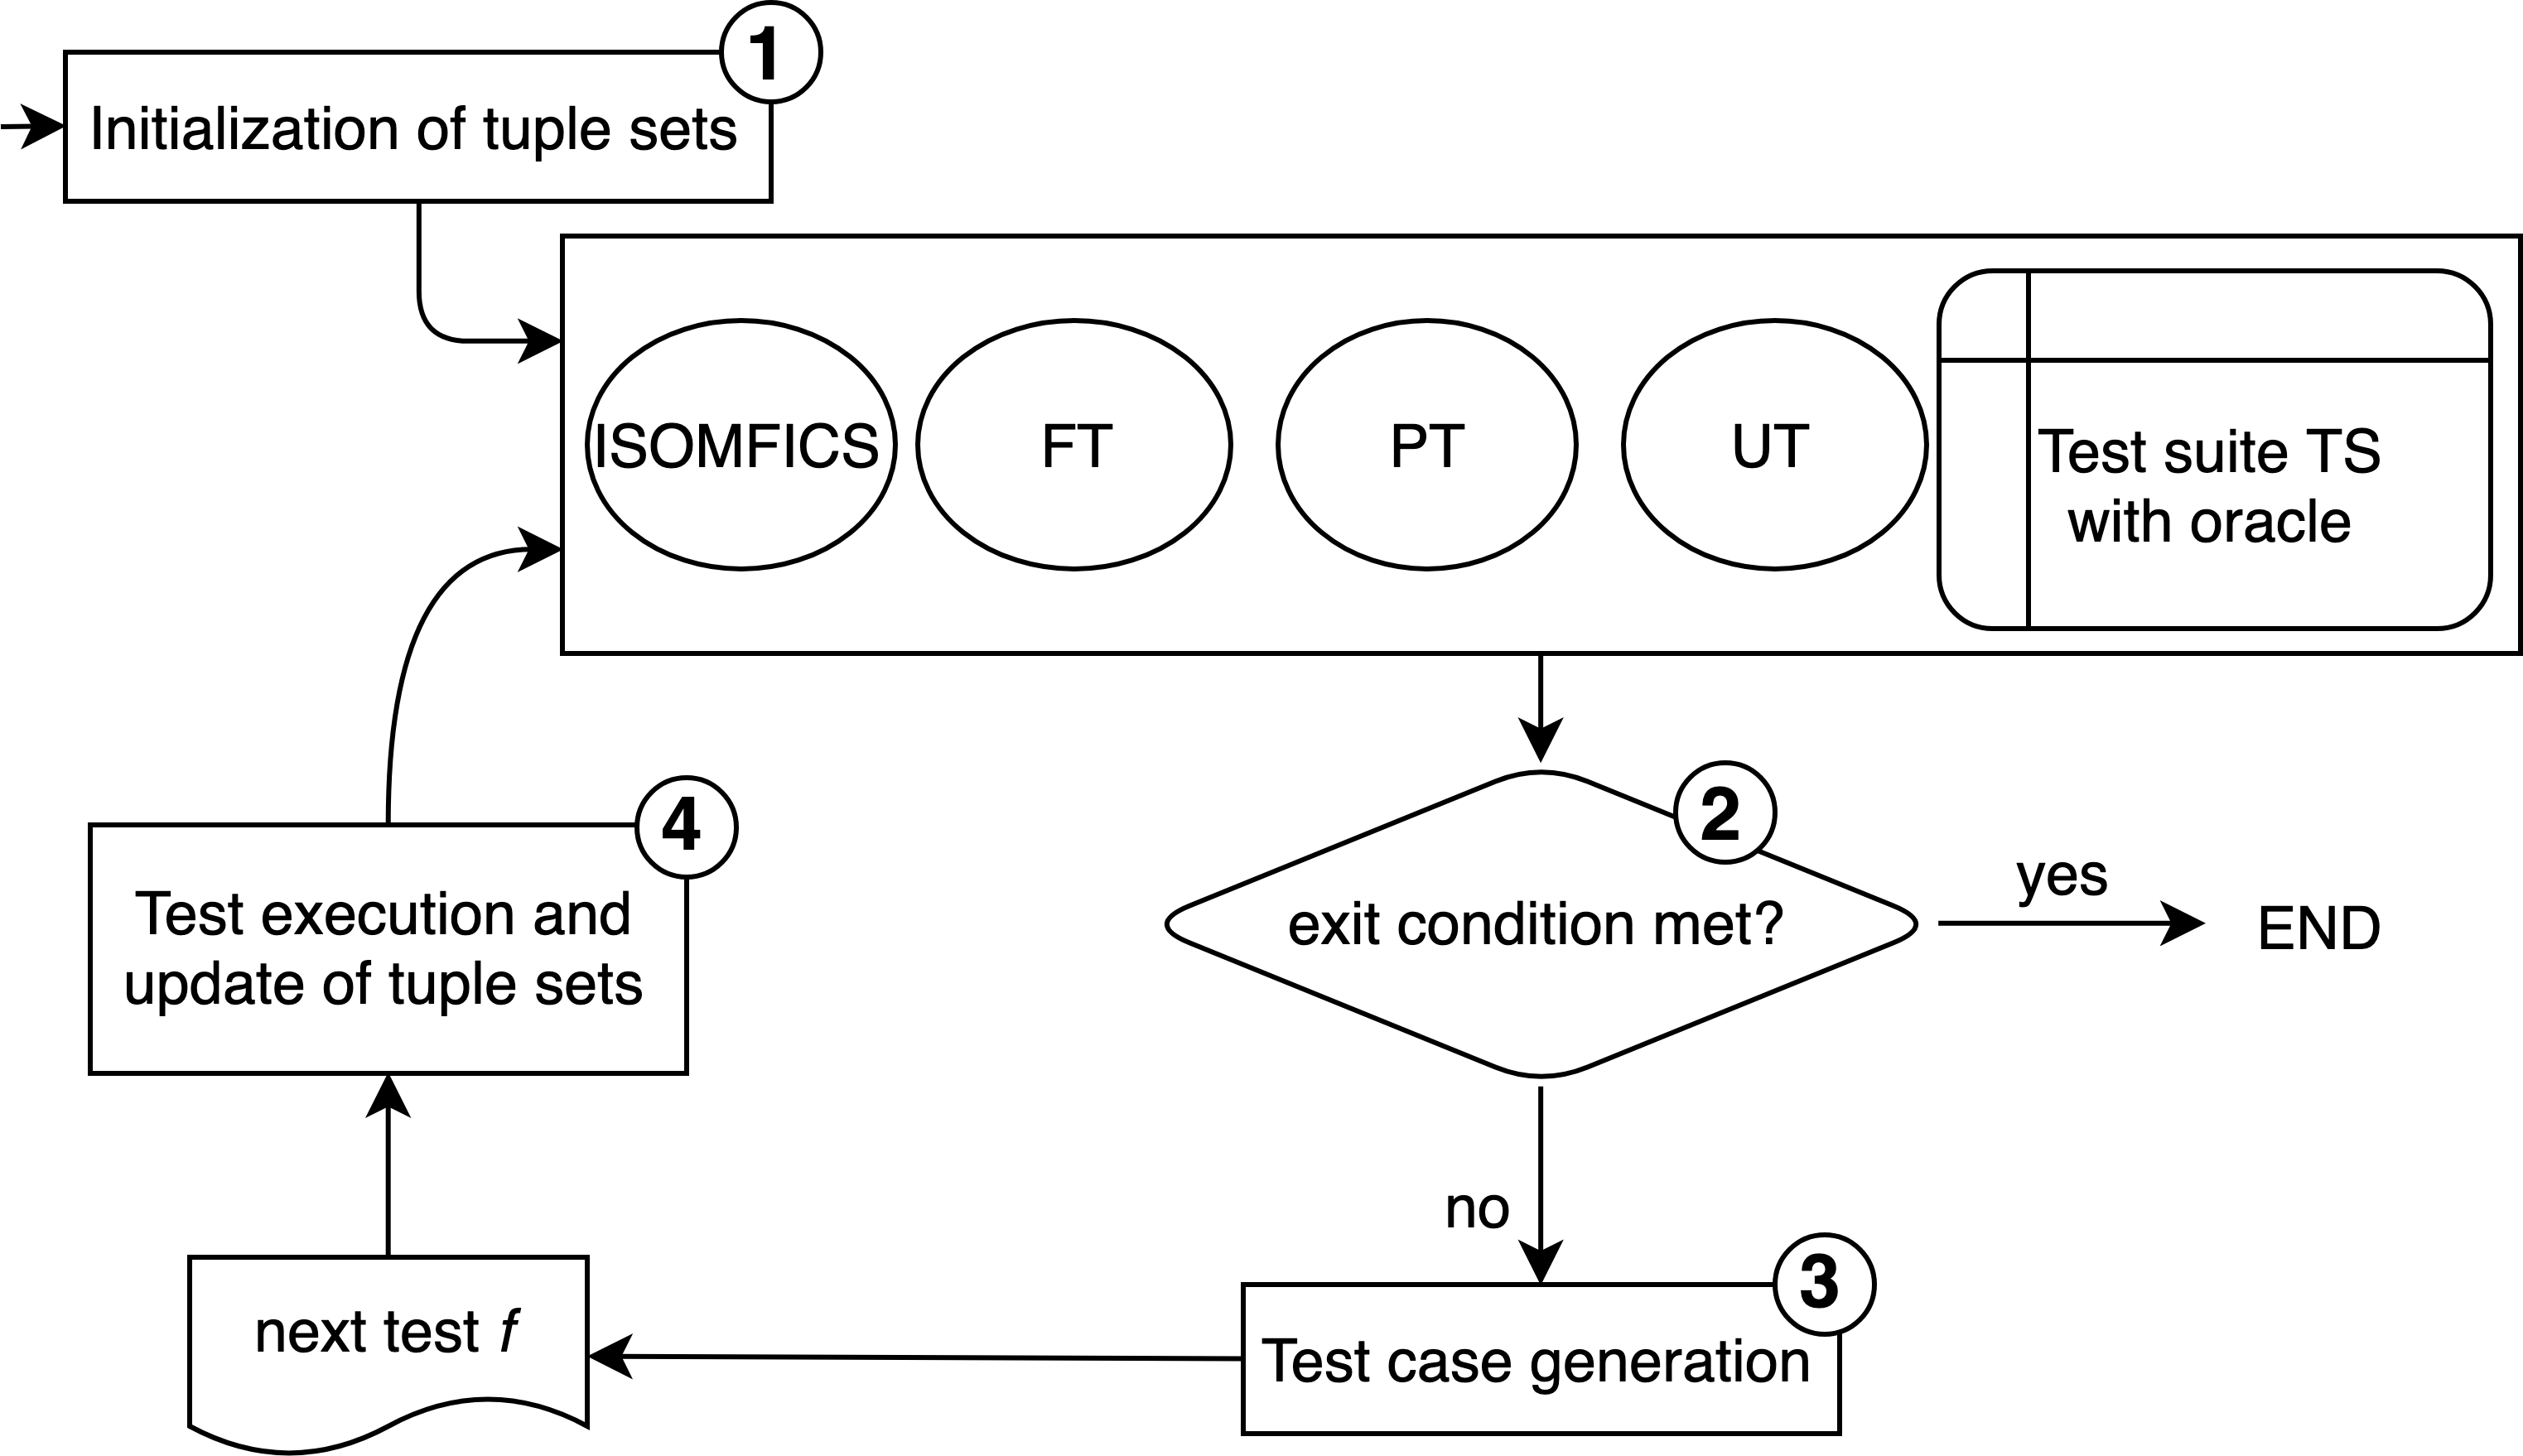 1
Initialization of tuple sets
ISOMFICS
FT
PT
UT
Test suite TS
with oracle
2
exit condition met?
yes
END
no
3
Test case generation
next test f
4
Test execution and
update of tuple sets